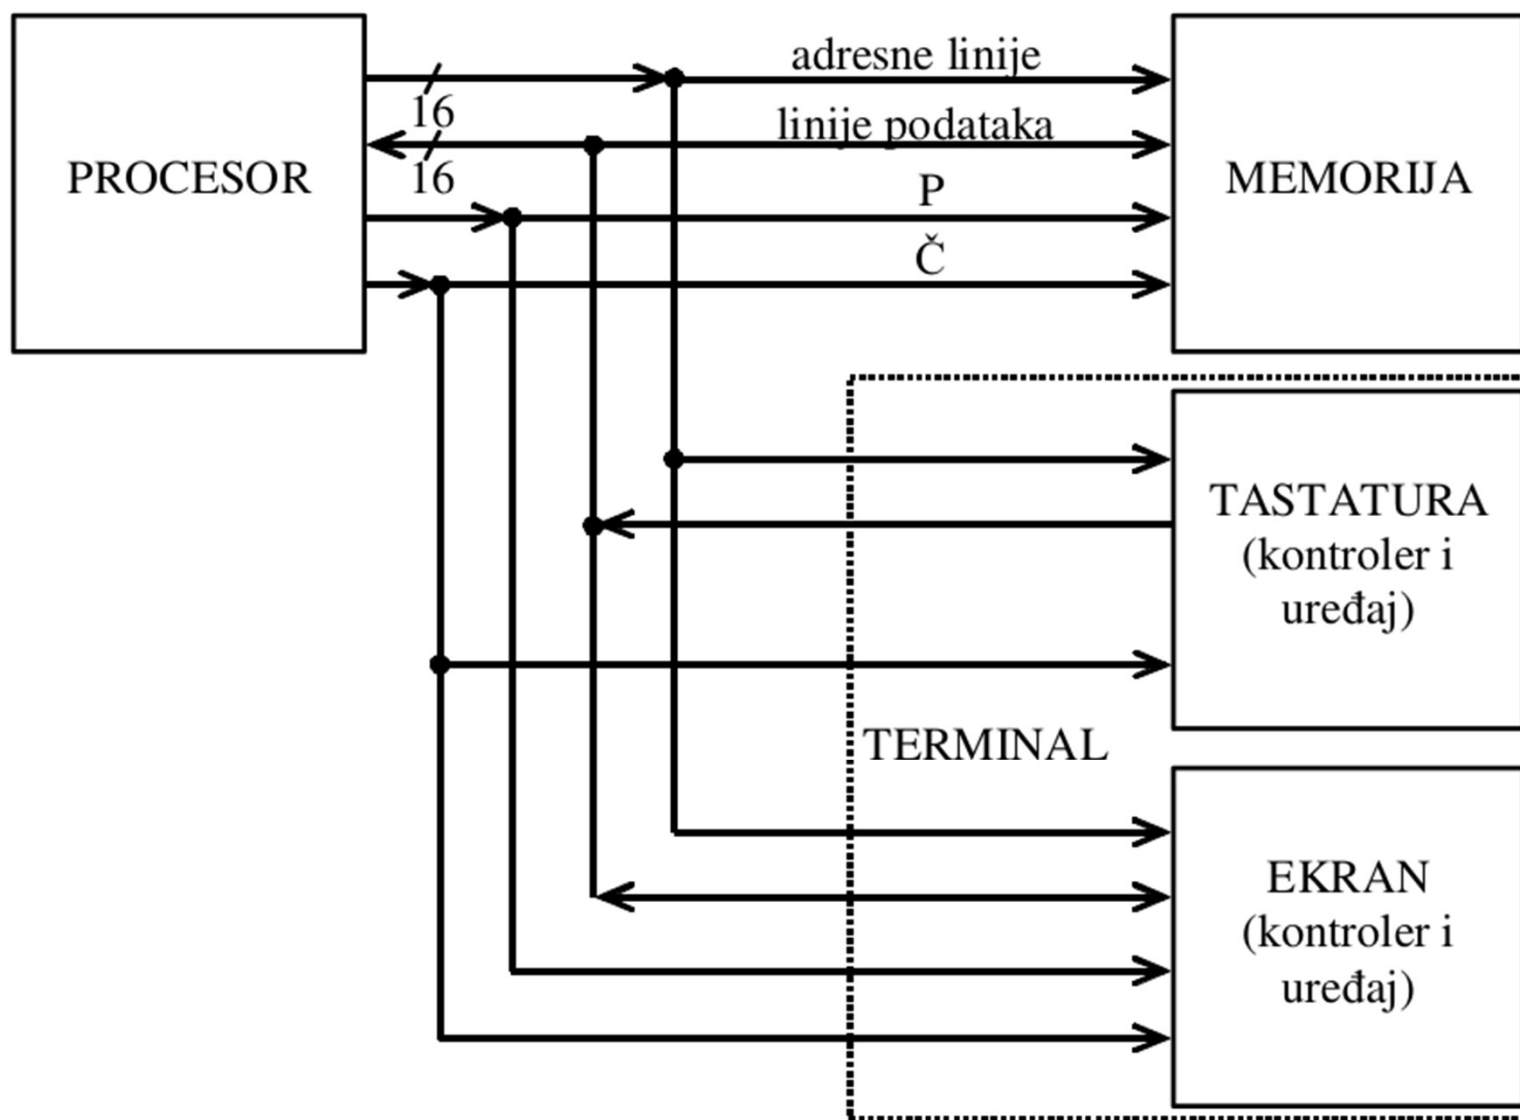 PROCESOR
16
16
adresne linije
linije podataka
P
Č
MEMORIJA
TASTATURA
(kontroler i
uređaj)
TERMINAL
EKRAN
(kontroler i
uređaj)